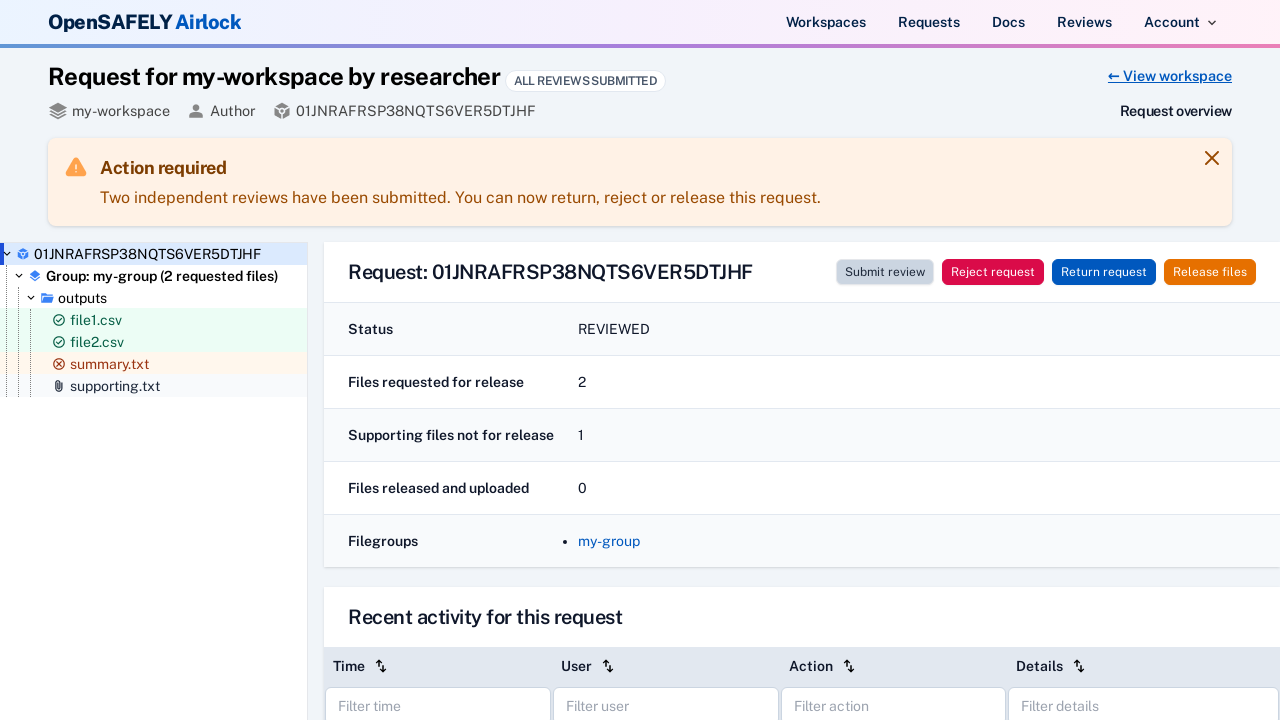 OpenSAFELY Airlock
Workspaces Requests Docs Reviews Account
Request for my-workspace by researcher ALL REVIEWS SUBMITTED
← View workspace
my-workspace Author 01JNRAFRSP38NQTS6VER5DTJHF
Request overview
Action required
Two independent reviews have been submitted. You can now return, reject or release this request.
01JNRAFRSP38NQTS6VER5DTJHF
Group: my-group (2 requested files)
outputs
file1.csv
file2.csv
summary.txt
supporting.txt
Request: 01JNRAFRSP38NQTS6VER5DTJHF
Submit review Reject request Return request Release files
Status REVIEWED
Files requested for release 2
Supporting files not for release 1
Files released and uploaded 0
Filegroups • my-group
Recent activity for this request
Time User Action Details
Filter time Filter user Filter action Filter details